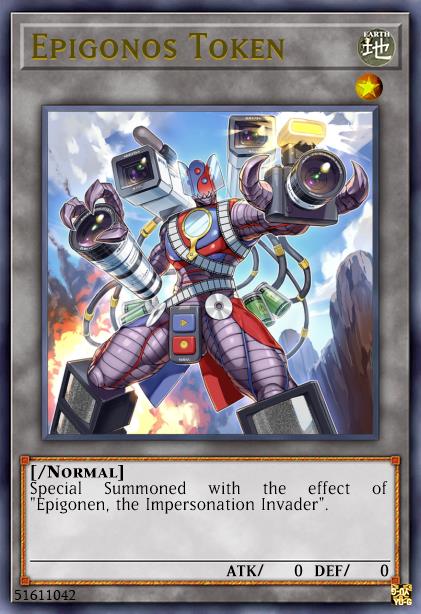 Epigonos Token
EARTH
地
[/Normal]
Special Summoned with the effect of
"Epigonen, the Impersonation Invader".
ATK/ 0 DEF/ 0
51611042